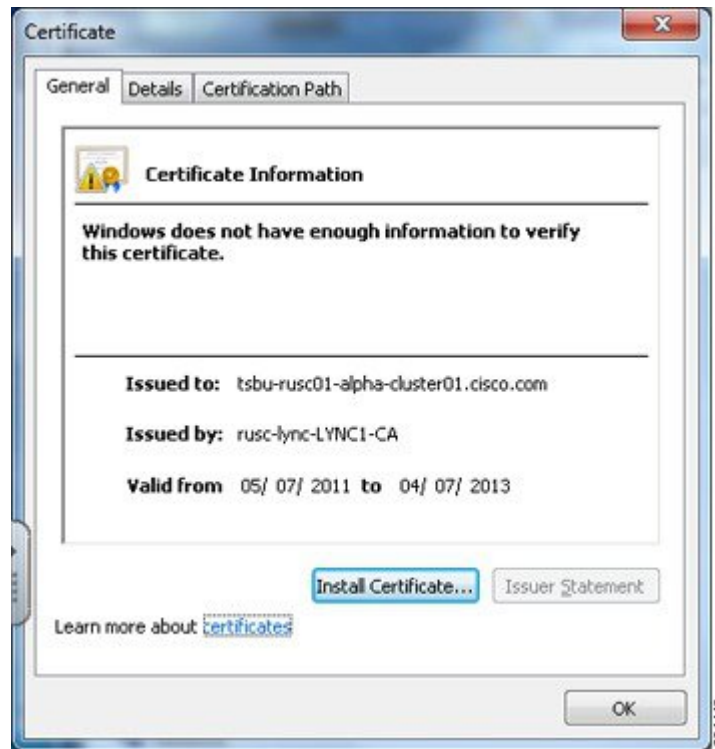 Certificate
General Details Certification Path
Certificate Information
Windows does not have enough information to verify
this certificate.
Issued to: tsbu-rusc01-alpha-cluster01.cisco.com
Issued by: rusc-lync-LYNC1-CA
Valid from 05/ 07/ 2011 to 04/ 07/ 2013
Install Certificate... Issuer Statement
Learn more about certificates
OK